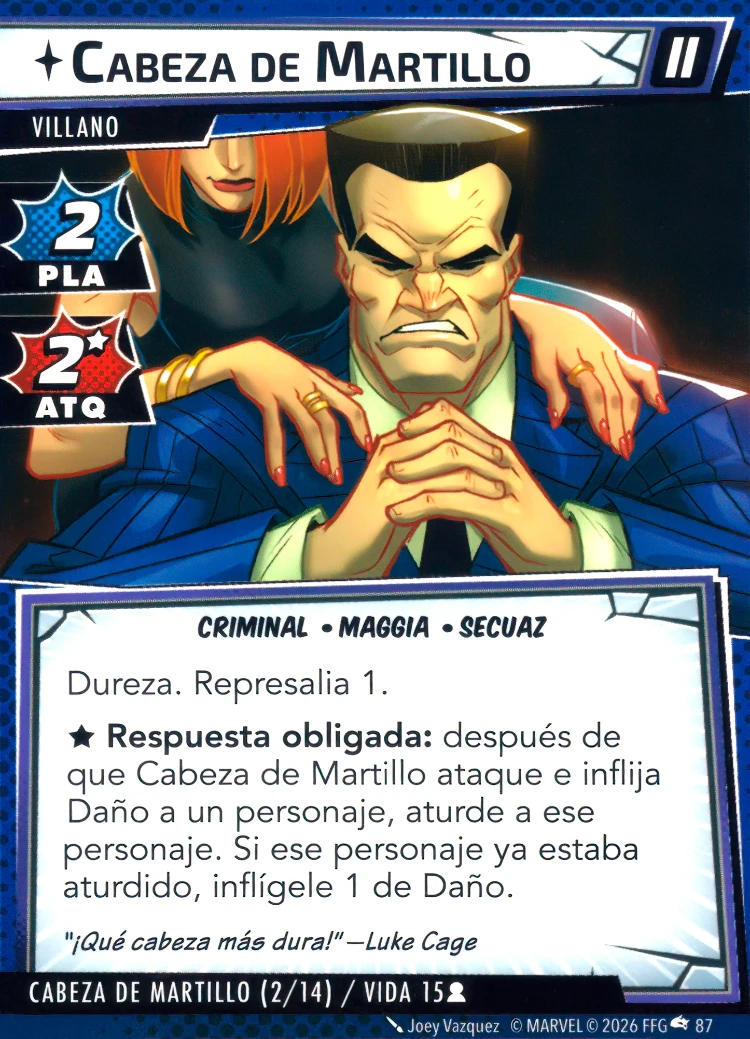 CABEZA DE MARTILLO
II
VILLANO
2
PLA
2★
ATQ
CRIMINAL • MAGGIA • SECUAZ
Dureza. Represalia 1.
★ Respuesta obligada: después de
que Cabeza de Martillo ataque e inflija
Daño a un personaje, aturde a ese
personaje. Si ese personaje ya estaba
aturdido, inflígele 1 de Daño.
"¡Qué cabeza más dura!" —Luke Cage
CABEZA DE MARTILLO (2/14) / VIDA 15
Joey Vazquez © MARVEL © 2026 FFG 87